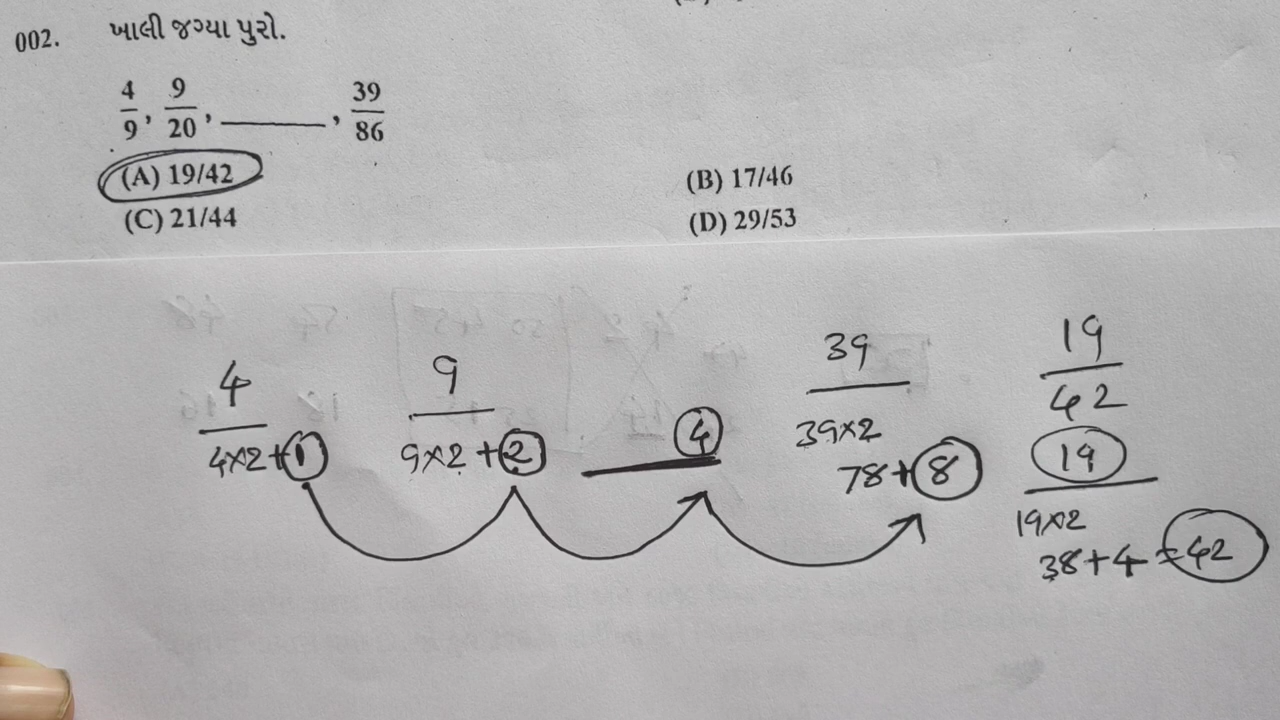 002. ખાલી જગ્યા પુરો.
4/9, 9/20, ______, 39/86
(A) 19/42 (B) 17/46
(C) 21/44 (D) 29/53
4 9 39 19
4×2+1 9×2+2 4 39×2 42
78+8 19
19×2
38+4=42